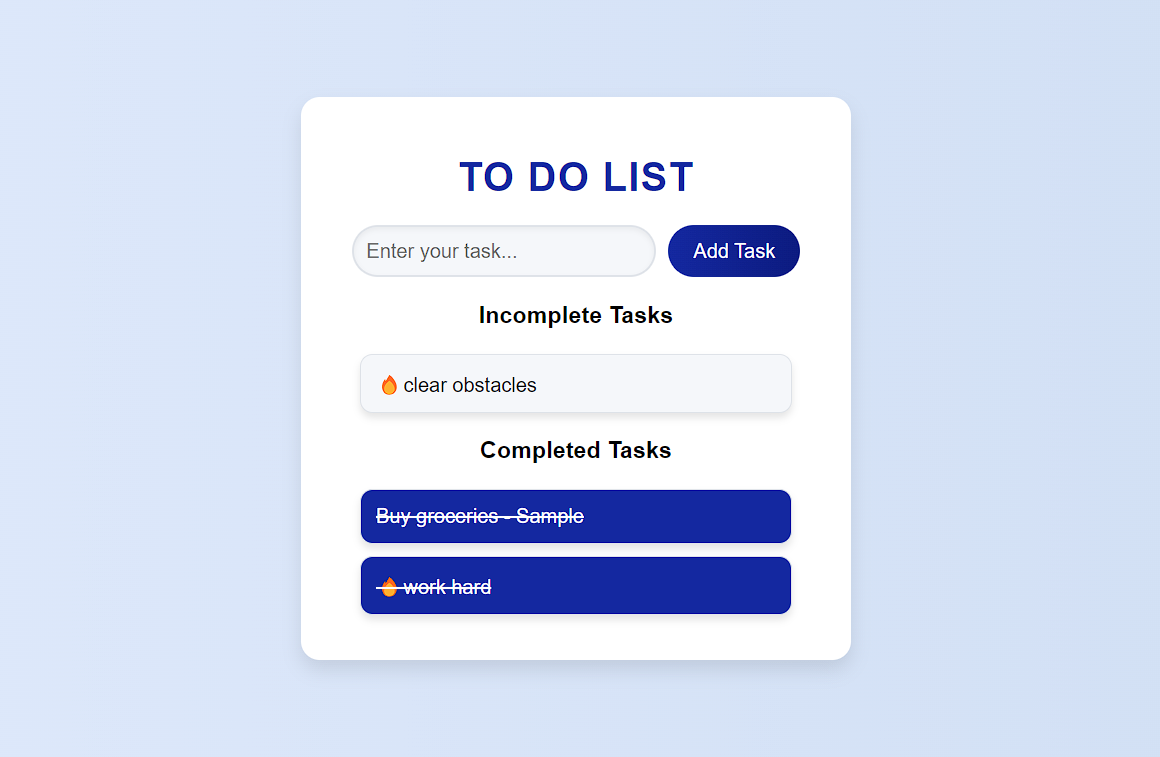 TO DO LIST
Enter your task...
Add Task
Incomplete Tasks
🔥 clear obstacles
Completed Tasks
Buy groceries - Sample
🔥 work hard